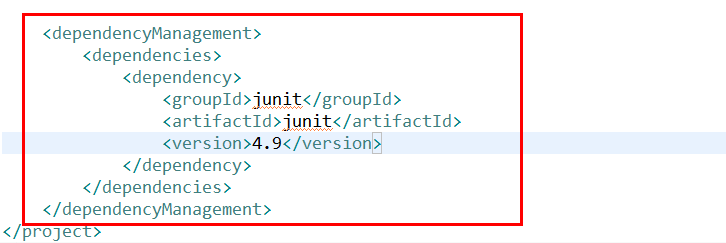 <dependencyManagement>
<dependencies>
<dependency>
<groupId>junit</groupId>
<artifactId>junit</artifactId>
<version>4.9</version>
</dependency>
</dependencies>
</dependencyManagement>
</project>